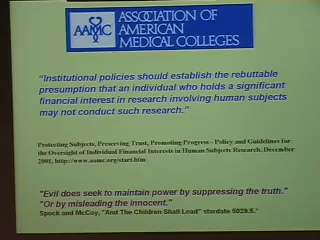 AAMC
ASSOCIATION OF
AMERICAN
MEDICAL COLLEGES
"Institutional policies should establish the rebuttable
presumption that an individual who holds a significant
financial interest in research involving human subjects
may not conduct such research."
Protecting Subjects, Preserving Trust, Promoting Progress - Policy and Guidelines for
the Oversight of Individual Financial Interests in Human Subjects Research, December
2001, http://www.aamc.org/start.htm
"Evil does seek to maintain power by suppressing the truth."
"Or by misleading the innocent."
Spock and McCoy, "And The Children Shall Lead" stardate 5029.5."